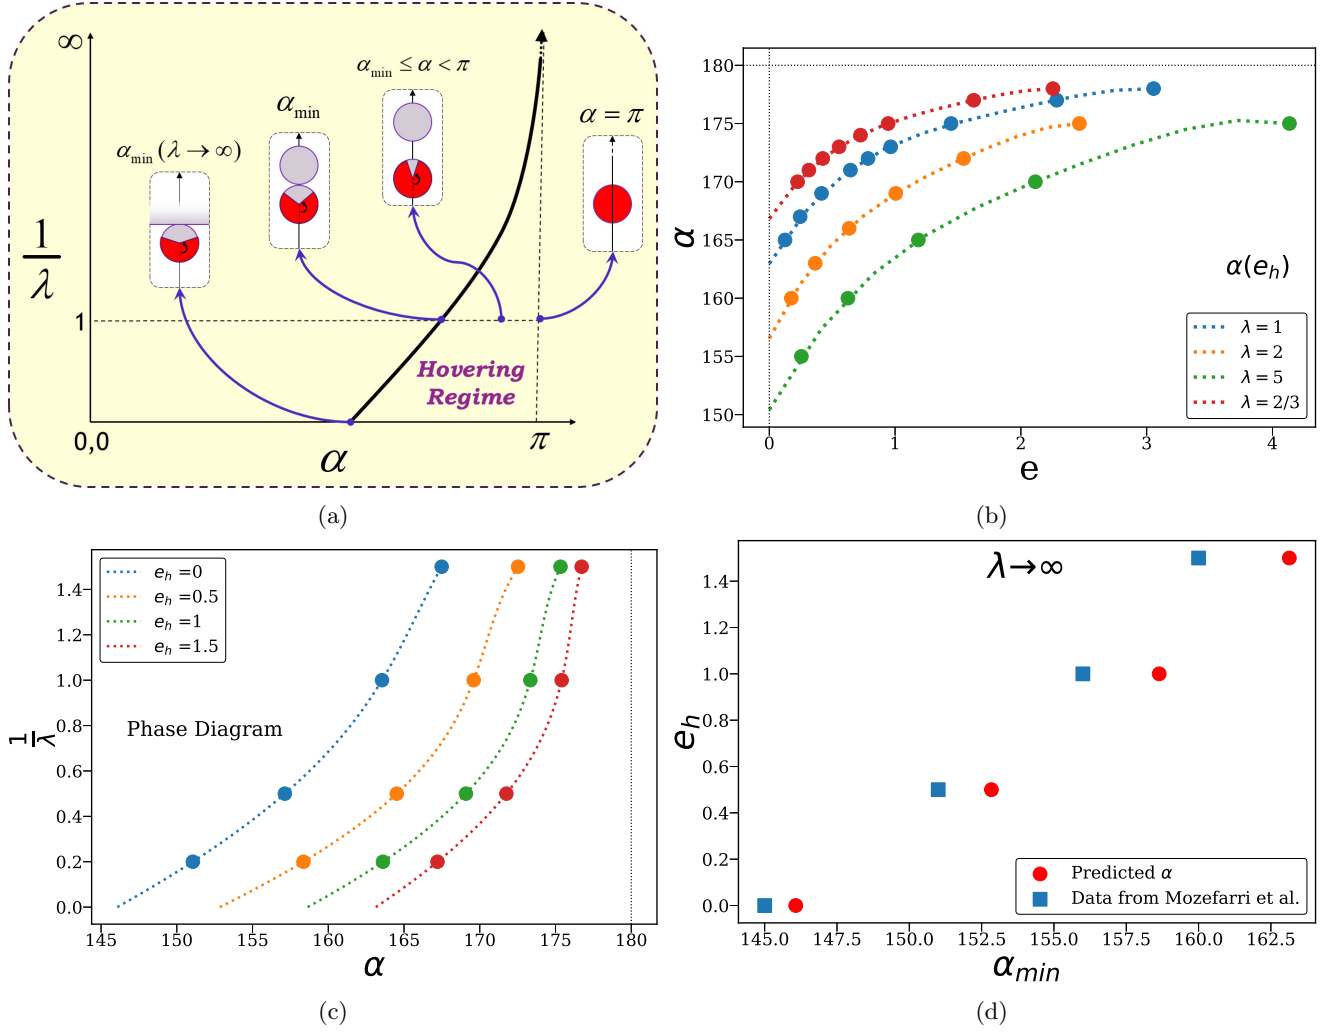 ∞
α_min ≤ α < π
α_min
α = π
α_min (λ → ∞)
1
λ
1
Hovering
Regime
0,0
α
π
(a)
180
175
170
165
160
155
150
α
α(e_h)
λ = 1
λ = 2
λ = 5
λ = 2/3
0
1
2
3
4
e
(b)
e_h =0
e_h =0.5
e_h =1
e_h =1.5
1.4
1.2
1.0
0.8
0.6
0.4
0.2
0.0
1
λ
Phase Diagram
145
150
155
160
165
170
175
180
α
(c)
λ→∞
1.4
1.2
1.0
0.8
0.6
0.4
0.2
0.0
e_h
Predicted α
Data from Mozefarri et al.
145.0
147.5
150.0
152.5
155.0
157.5
160.0
162.5
α_min
(d)